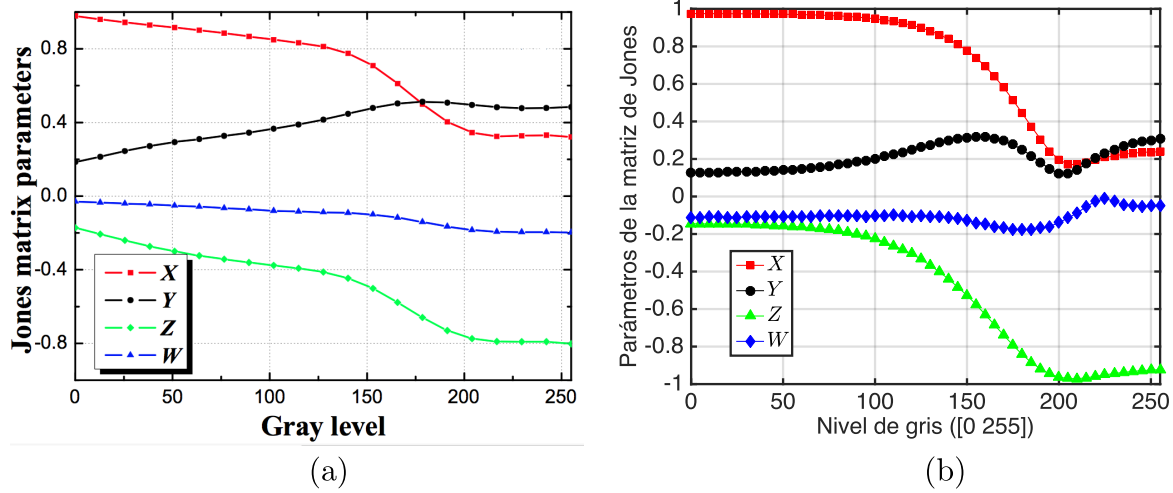 Jones matrix parameters
0.8
0.4
0.0
-0.4
-0.8
X
Y
Z
W
0 50 100 150 200 250
Gray level
(a)
Parámetros de la matriz de Jones
1
0.8
0.6
0.4
0.2
0
-0.2
-0.4
-0.6
-0.8
-1
X
Y
Z
W
0 50 100 150 200 250
Nivel de gris ([0 255])
(b)